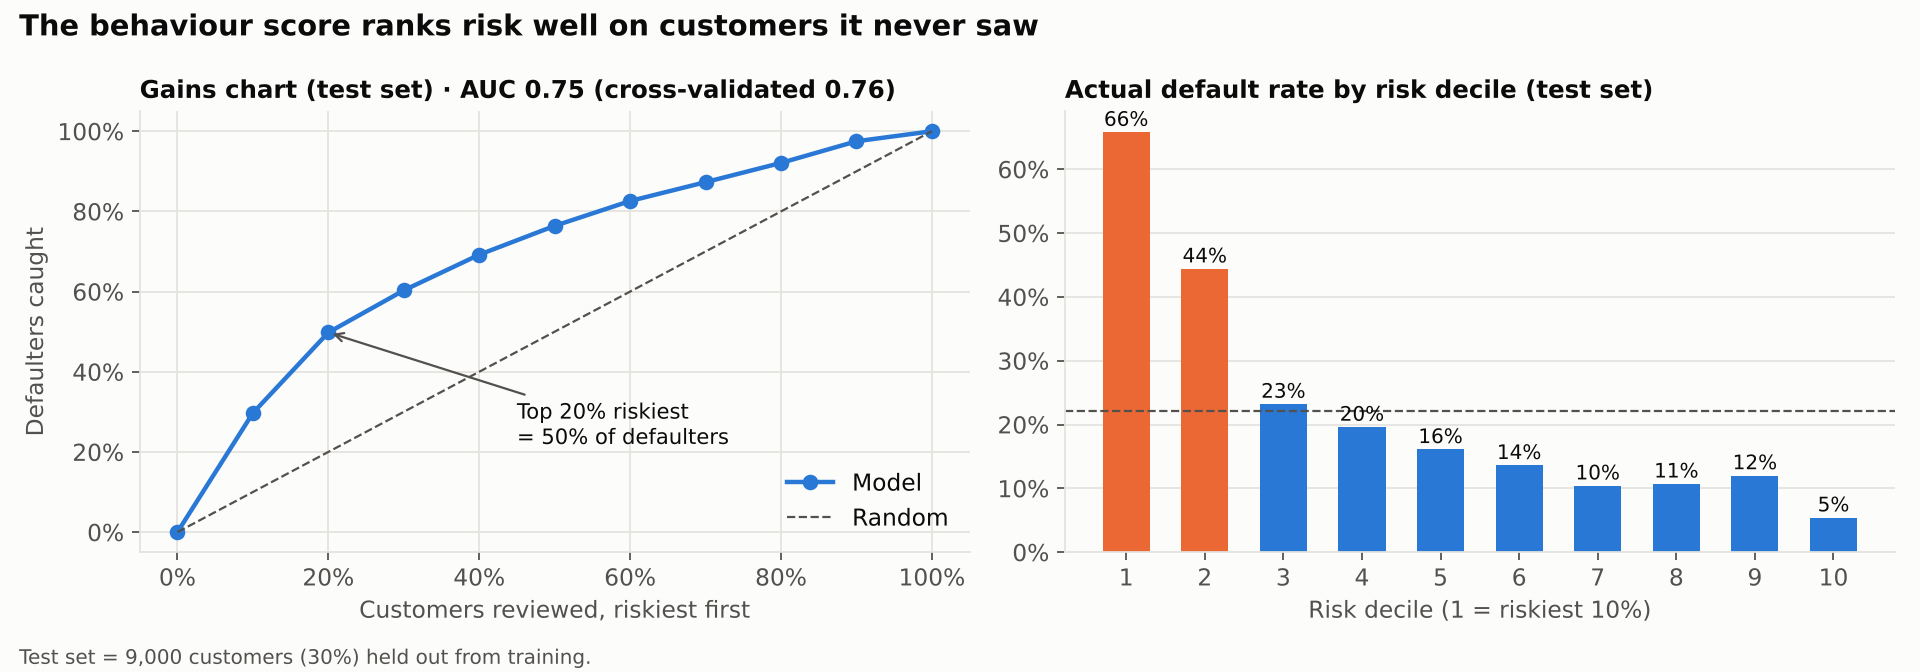 The behaviour score ranks risk well on customers it never saw
Gains chart (test set) · AUC 0.75 (cross-validated 0.76)
100%
80%
60%
40%
20%
0%
Defaulters caught
Top 20% riskiest
= 50% of defaulters
Model
Random
0% 20% 40% 60% 80% 100%
Customers reviewed, riskiest first
Actual default rate by risk decile (test set)
60%
50%
40%
30%
20%
10%
0%
66%
44%
23%
20%
16%
14%
10%
11%
12%
5%
1 2 3 4 5 6 7 8 9 10
Risk decile (1 = riskiest 10%)
Test set = 9,000 customers (30%) held out from training.